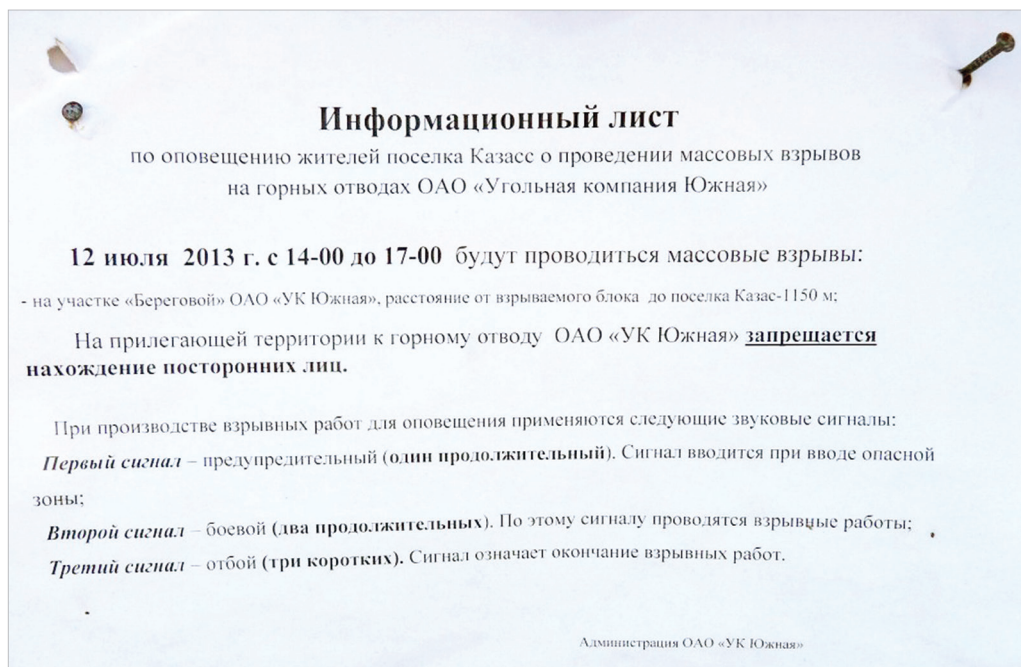 Информационный лист
по оповещению жителей поселка Казасс о проведении массовых взрывов
на горных отводах ОАО «Угольная компания Южная»
12 июля 2013 г. с 14-00 до 17-00 будут проводиться массовые взрывы:
- на участке «Береговой» ОАО «УК Южная», расстояние от взрываемого блока до поселка Казас-1150 м;
На прилегающей территории к горному отводу ОАО «УК Южная» запрещается
нахождение посторонних лиц.
При производстве взрывных работ для оповещения применяются следующие звуковые сигналы:
Первый сигнал – предупредительный (один продолжительный). Сигнал вводится при вводе опасной
зоны;
Второй сигнал – боевой (два продолжительных). По этому сигналу проводятся взрывные работы;
Третий сигнал – отбой (три коротких). Сигнал означает окончание взрывных работ.
Администрация ОАО «УК Южная»